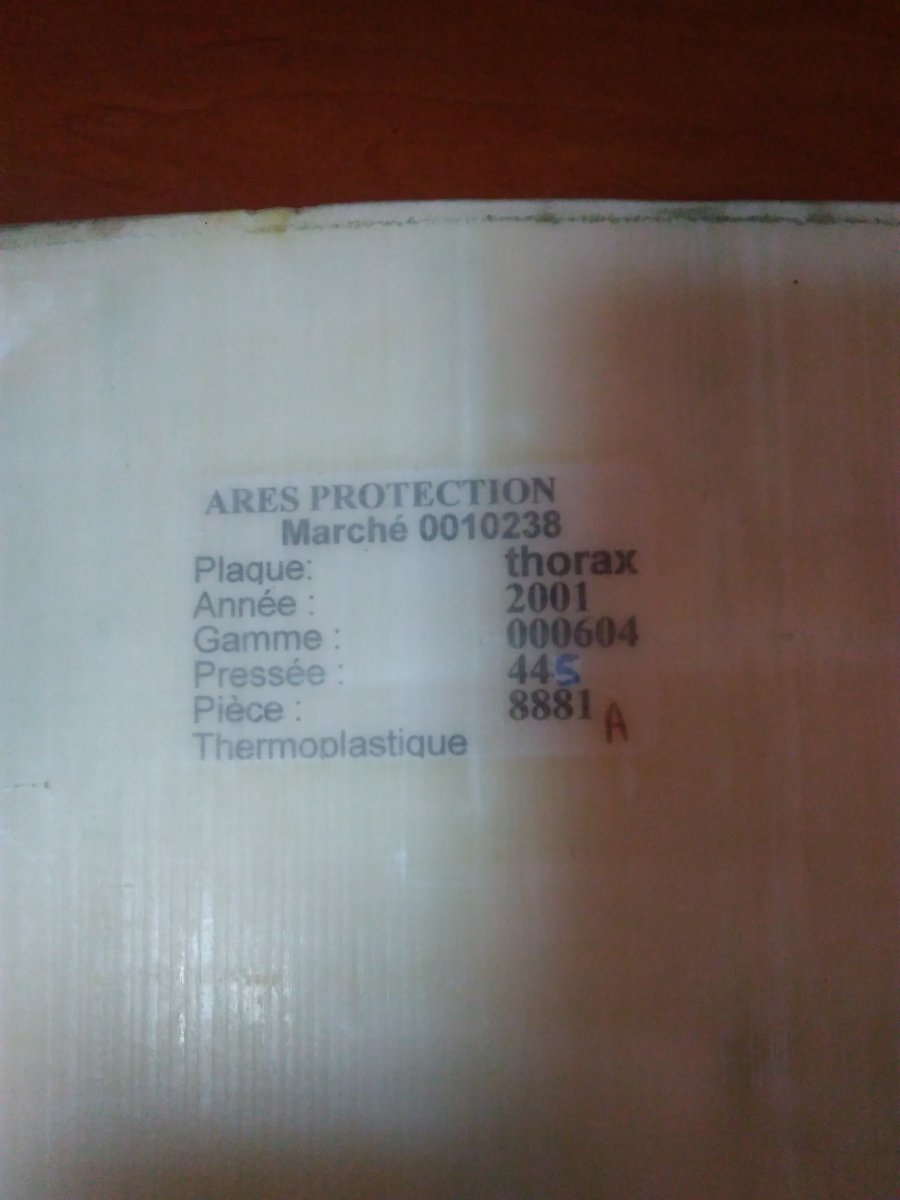 ARES PROTECTION
Marché 0010238
Plaque: thorax
Année : 2001
Gamme : 000604
Pressée : 445
Pièce : 8881 A
Thermoplastique